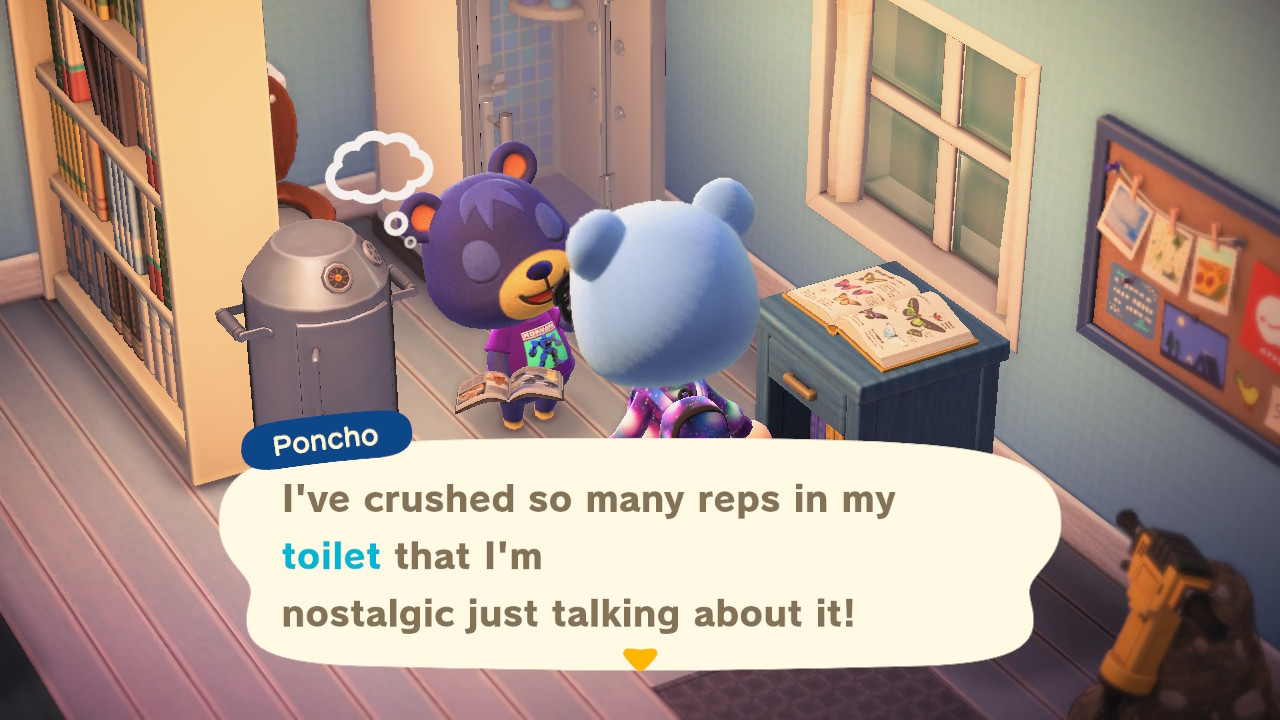 Poncho
I've crushed so many reps in my
toilet that I'm
nostalgic just talking about it!